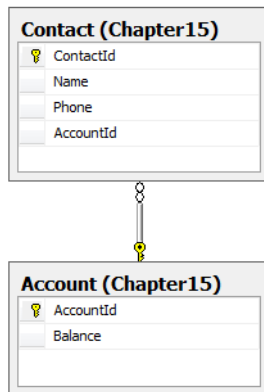 Contact (Chapter15)
ContactId
Name
Phone
AccountId
Account (Chapter15)
AccountId
Balance